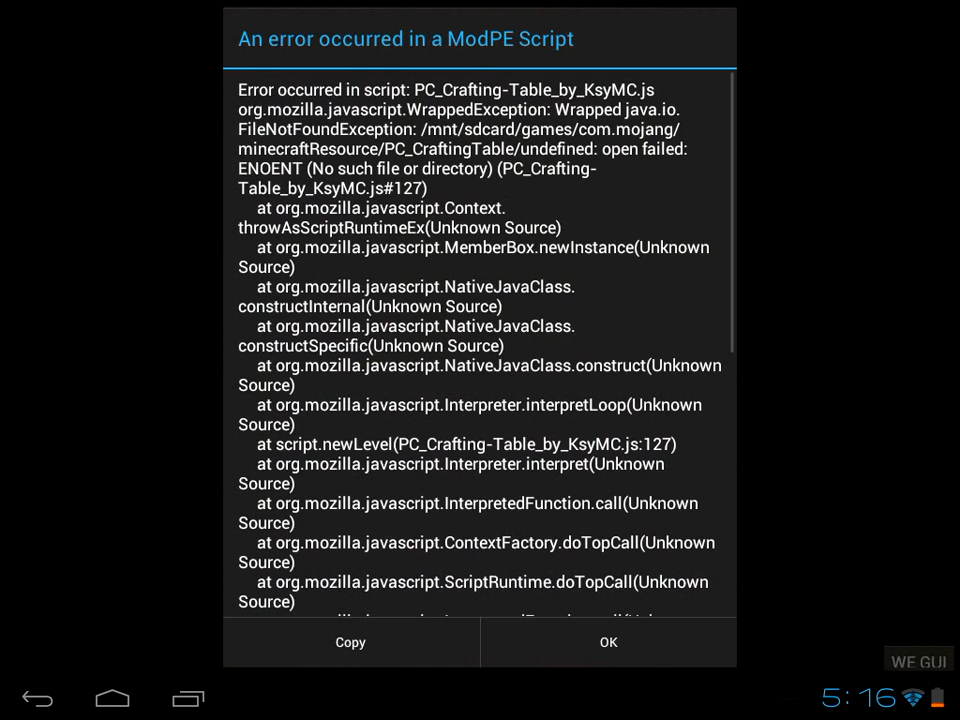 An error occurred in a ModPE Script
Error occurred in script: PC_Crafting-Table_by_KsyMC.js
org.mozilla.javascript.WrappedException: Wrapped java.io.
FileNotFoundException: /mnt/sdcard/games/com.mojang/
minecraftResource/PC_CraftingTable/undefined: open failed:
ENOENT (No such file or directory) (PC_Crafting-
Table_by_KsyMC.js#127)
at org.mozilla.javascript.Context.
throwAsScriptRuntimeEx(Unknown Source)
at org.mozilla.javascript.MemberBox.newInstance(Unknown
Source)
at org.mozilla.javascript.NativeJavaClass.
constructInternal(Unknown Source)
at org.mozilla.javascript.NativeJavaClass.
constructSpecific(Unknown Source)
at org.mozilla.javascript.NativeJavaClass.construct(Unknown
Source)
at org.mozilla.javascript.Interpreter.interpretLoop(Unknown
Source)
at script.newLevel(PC_Crafting-Table_by_KsyMC.js:127)
at org.mozilla.javascript.Interpreter.interpret(Unknown
Source)
at org.mozilla.javascript.InterpretedFunction.call(Unknown
Source)
at org.mozilla.javascript.ContextFactory.doTopCall(Unknown
Source)
at org.mozilla.javascript.ScriptRuntime.doTopCall(Unknown
Source)
Copy
OK
WE GUI
5:16